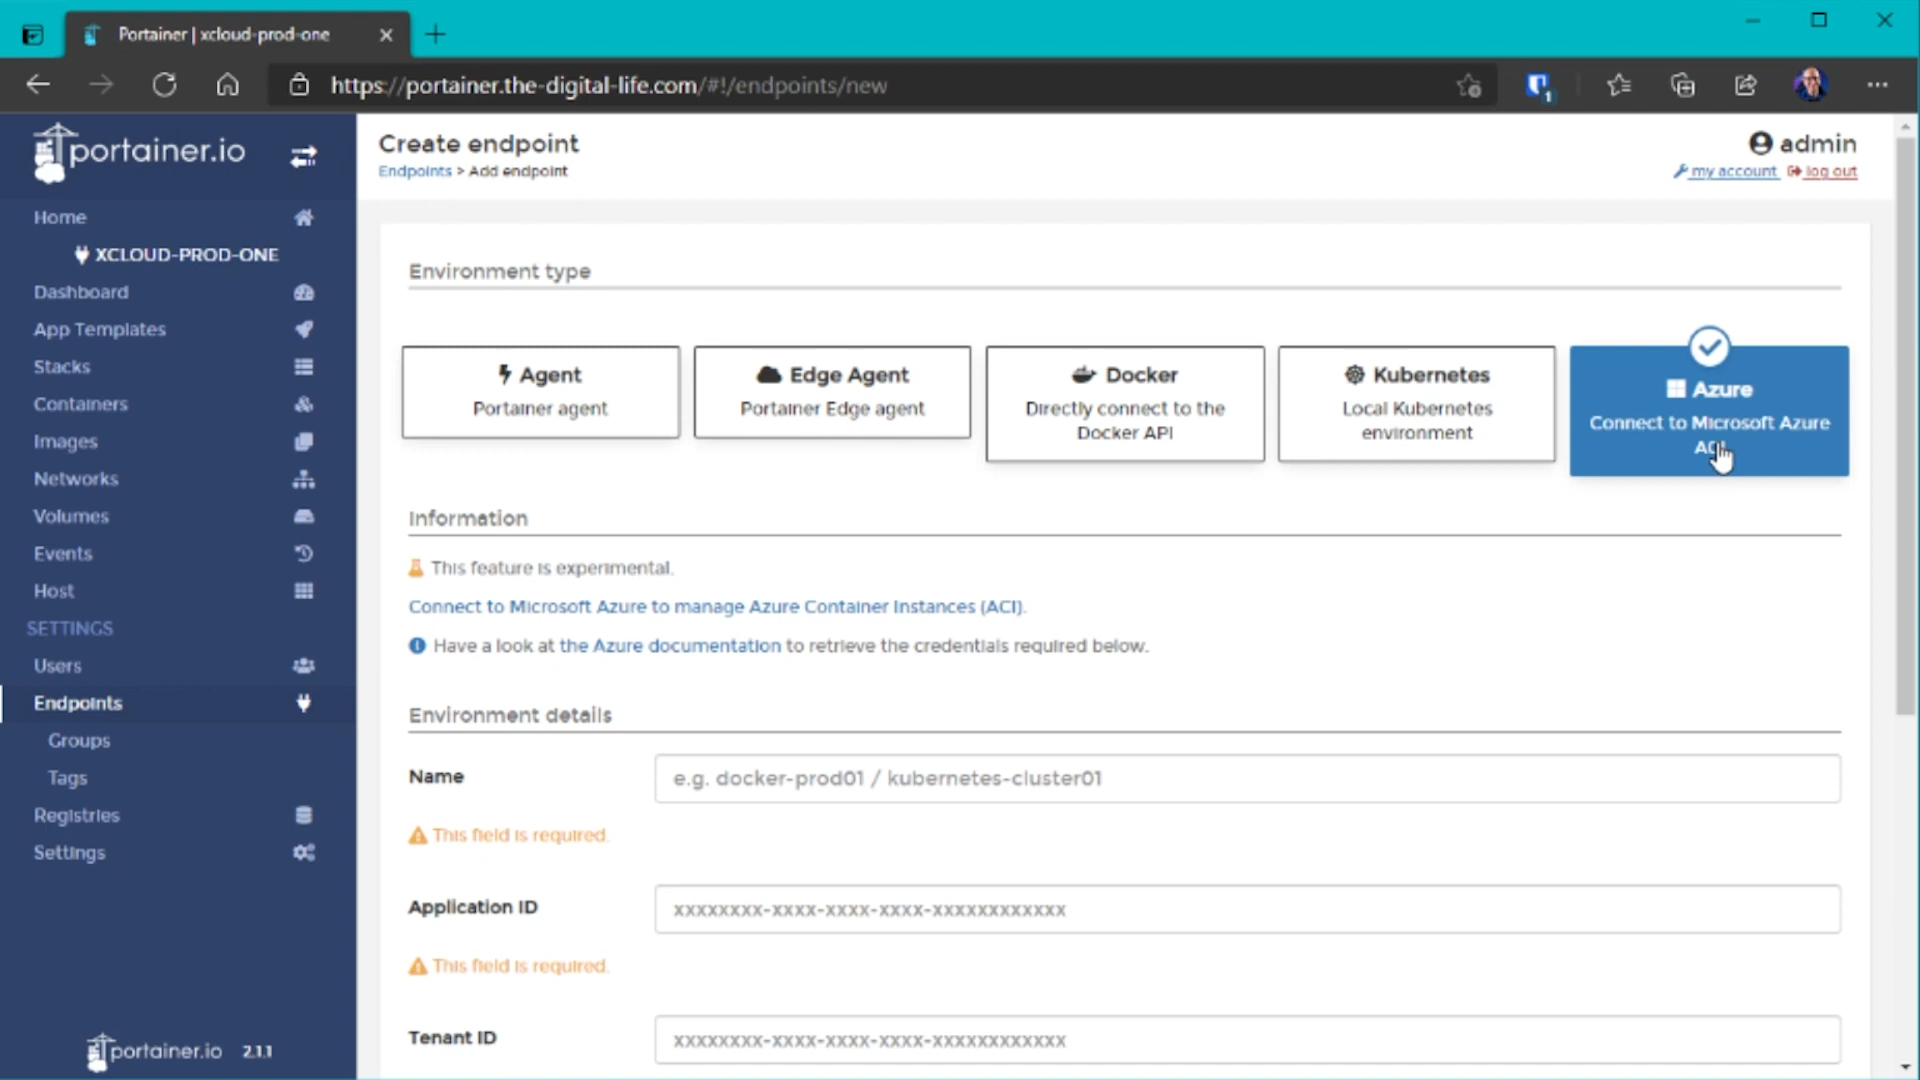 Portainer | xcloud-prod-one
https://portainer.the-digital-life.com/#!/endpoints/new
1
portainer.io
Home
XCLOUD-PROD-ONE
Dashboard
App Templates
Stacks
Containers
Images
Networks
Volumes
Events
Host
SETTINGS
Users
Endpoints
Groups
Tags
Registries
Settings
portainer.io 2.1.1
Create endpoint
Endpoints > Add endpoint
admin
my account log out
Environment type
Agent
Portainer agent
Edge Agent
Portainer Edge agent
Docker
Directly connect to the
Docker API
Kubernetes
Local Kubernetes
environment
Azure
Connect to Microsoft Azure
Information
This feature is experimental.
Connect to Microsoft Azure to manage Azure Container Instances (ACI).
Have a look at the Azure documentation to retrieve the credentials required below.
Environment details
Name
e.g. docker-prod01 / kubernetes-cluster01
This field is required.
Application ID
xxxxxxxx-xxxx-xxxx-xxxx-xxxxxxxxxxxx
This field is required.
Tenant ID
xxxxxxxx-xxxx-xxxx-xxxx-xxxxxxxxxxxx